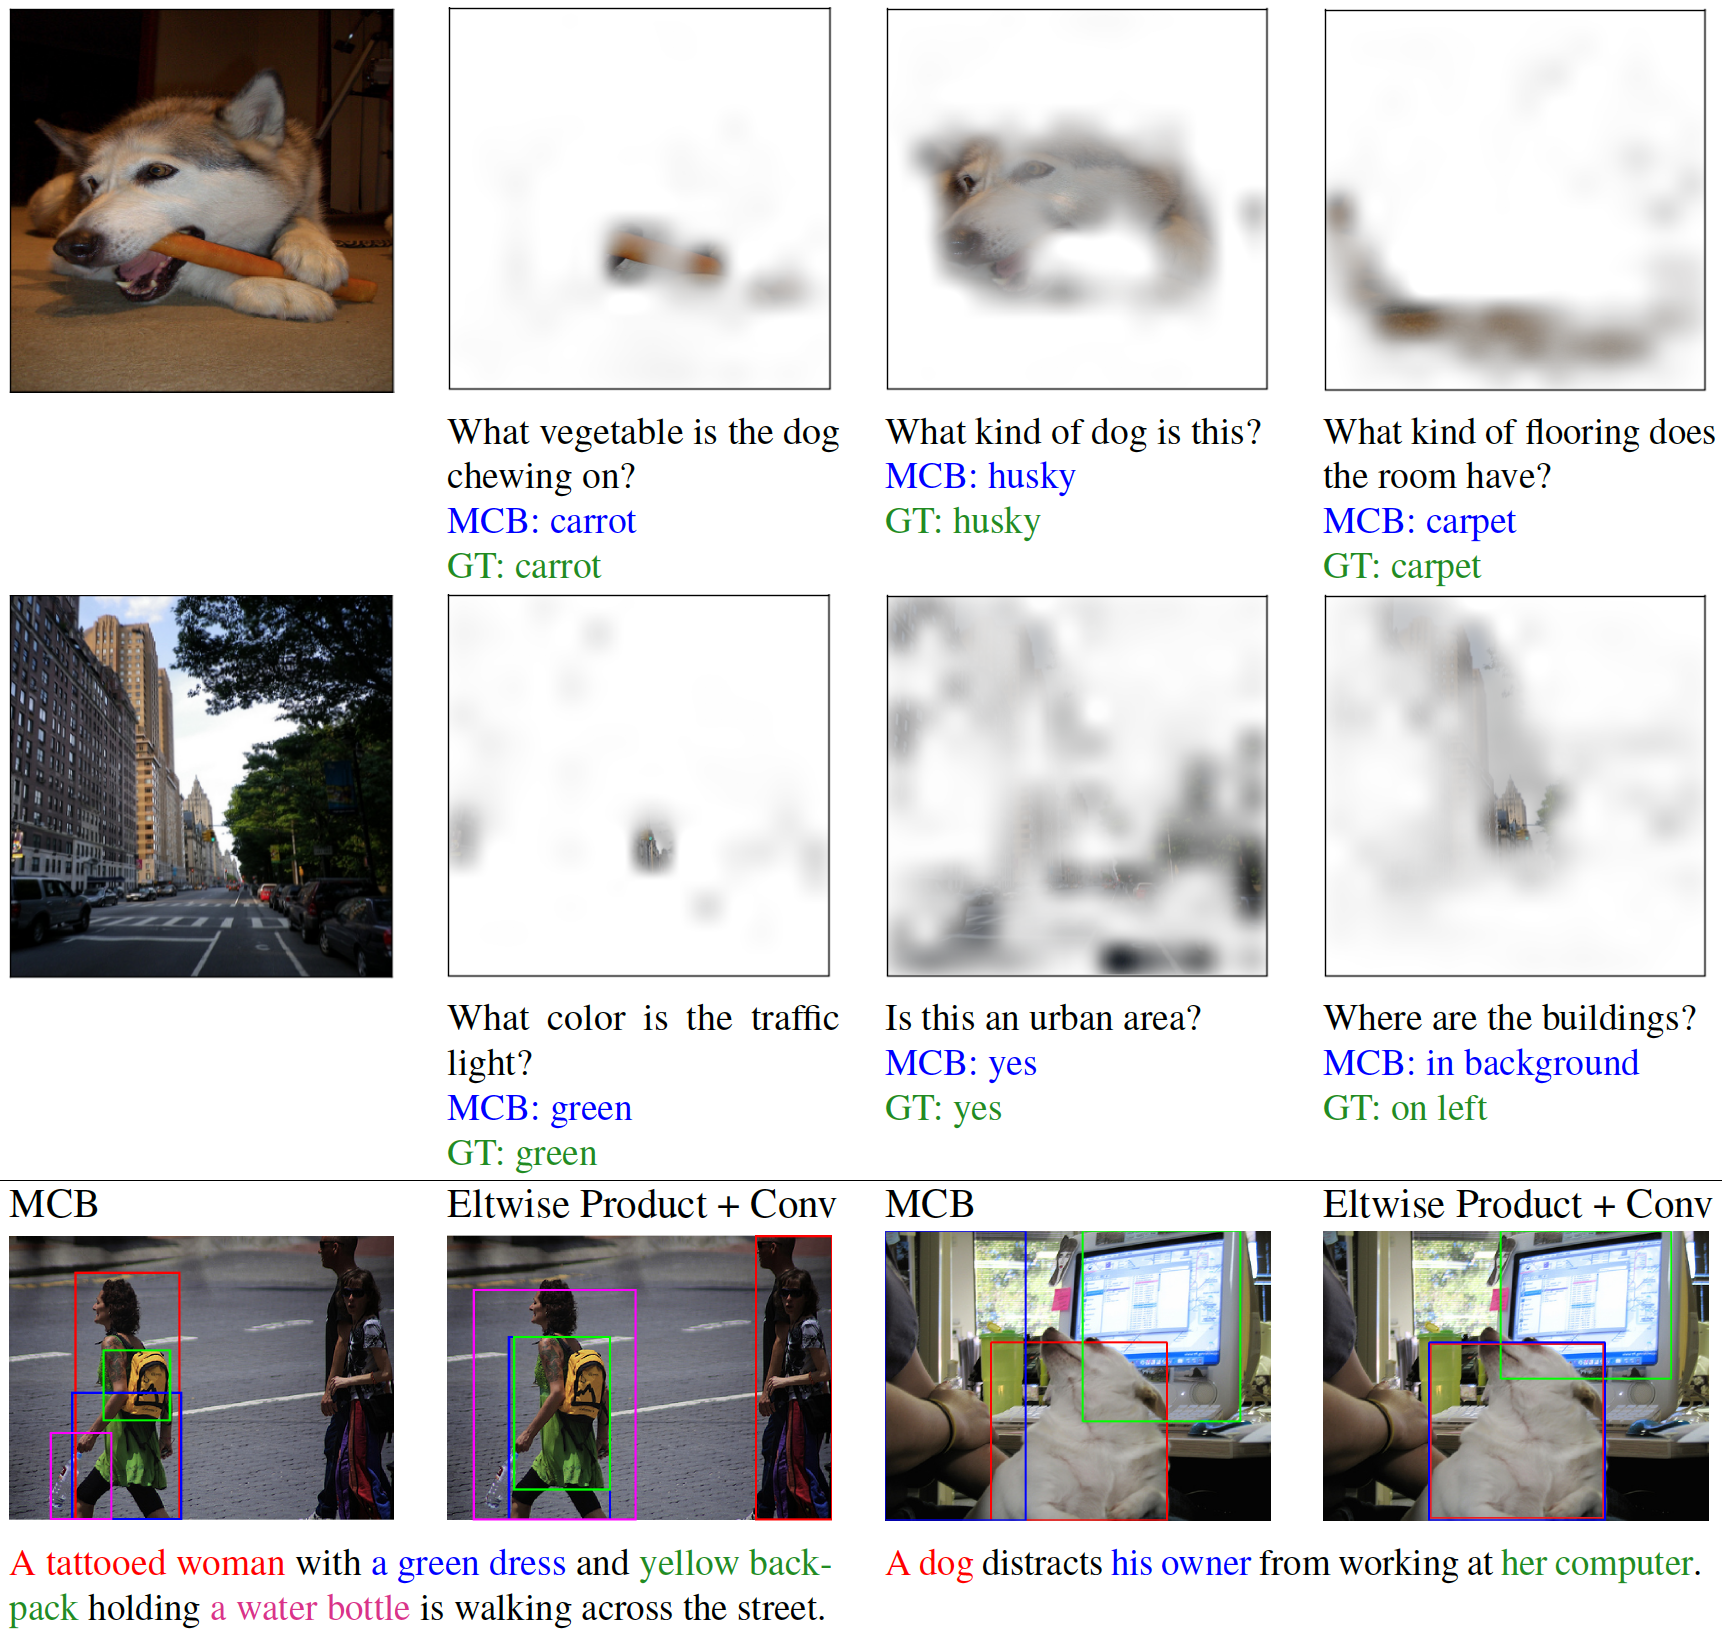 What vegetable is the dog
chewing on?
MCB: carrot
GT: carrot
What kind of dog is this?
MCB: husky
GT: husky
What kind of flooring does
the room have?
MCB: carpet
GT: carpet
What color is the traffic
light?
MCB: green
GT: green
Is this an urban area?
MCB: yes
GT: yes
Where are the buildings?
MCB: in background
GT: on left
MCB
Eltwise Product + Conv
MCB
Eltwise Product + Conv
A tattooed woman with a green dress and yellow back-
pack holding a water bottle is walking across the street.
A dog distracts his owner from working at her computer.